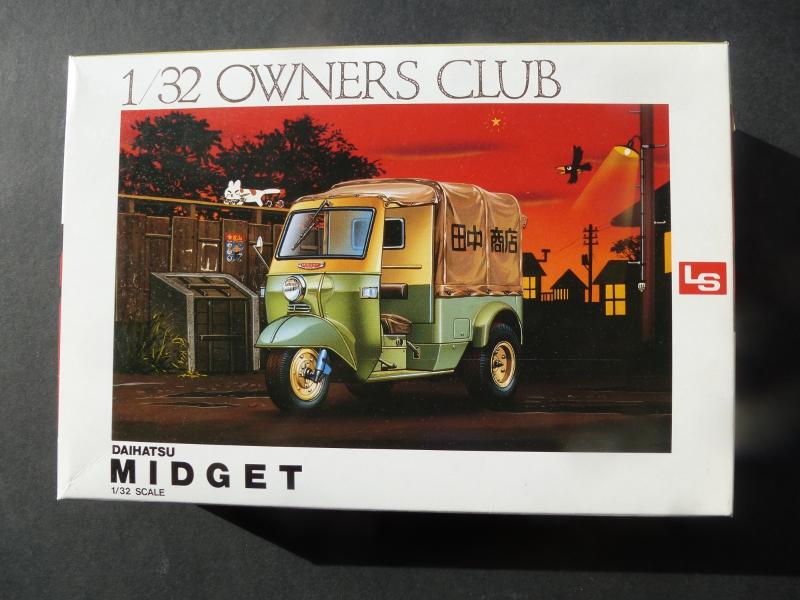 1/32 OWNERS CLUB
田中 商店
LS
DAIHATSU
MIDGET
1/32 SCALE